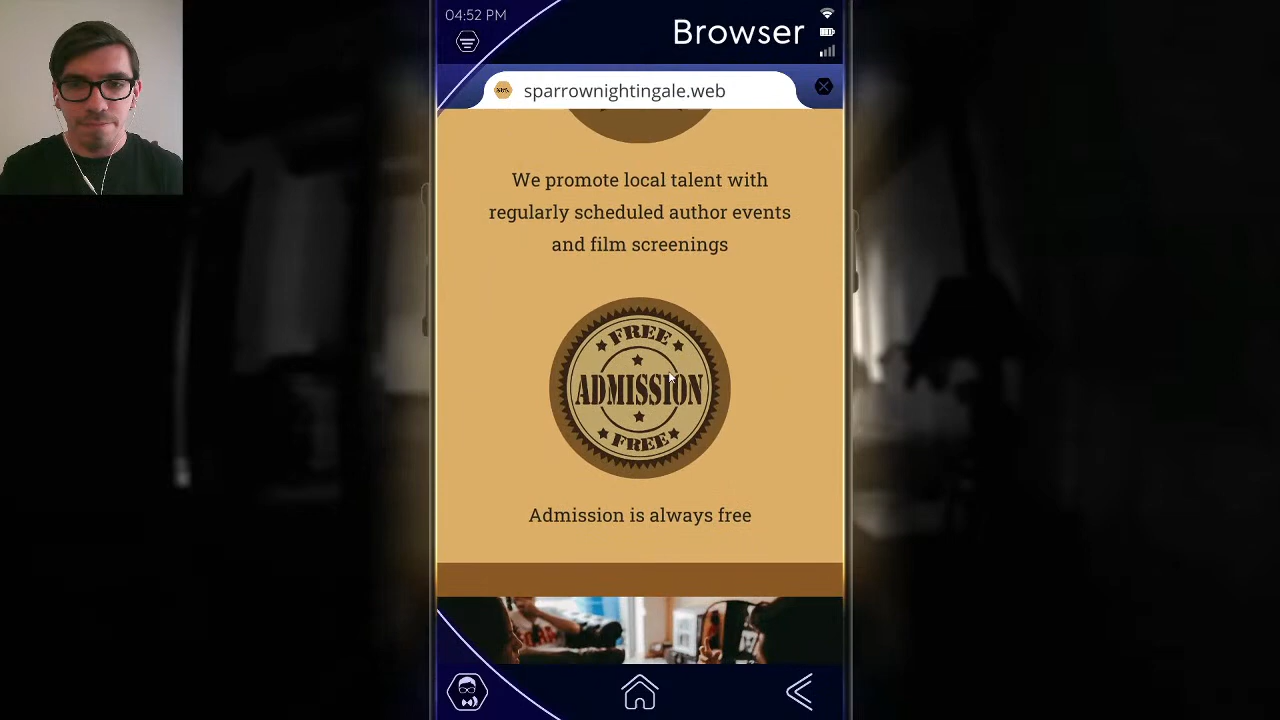 04:52 PM
Browser
sparrownightingale.web
We promote local talent with
regularly scheduled author events
and film screenings
FREE
ADMISSION
FREE
Admission is always free